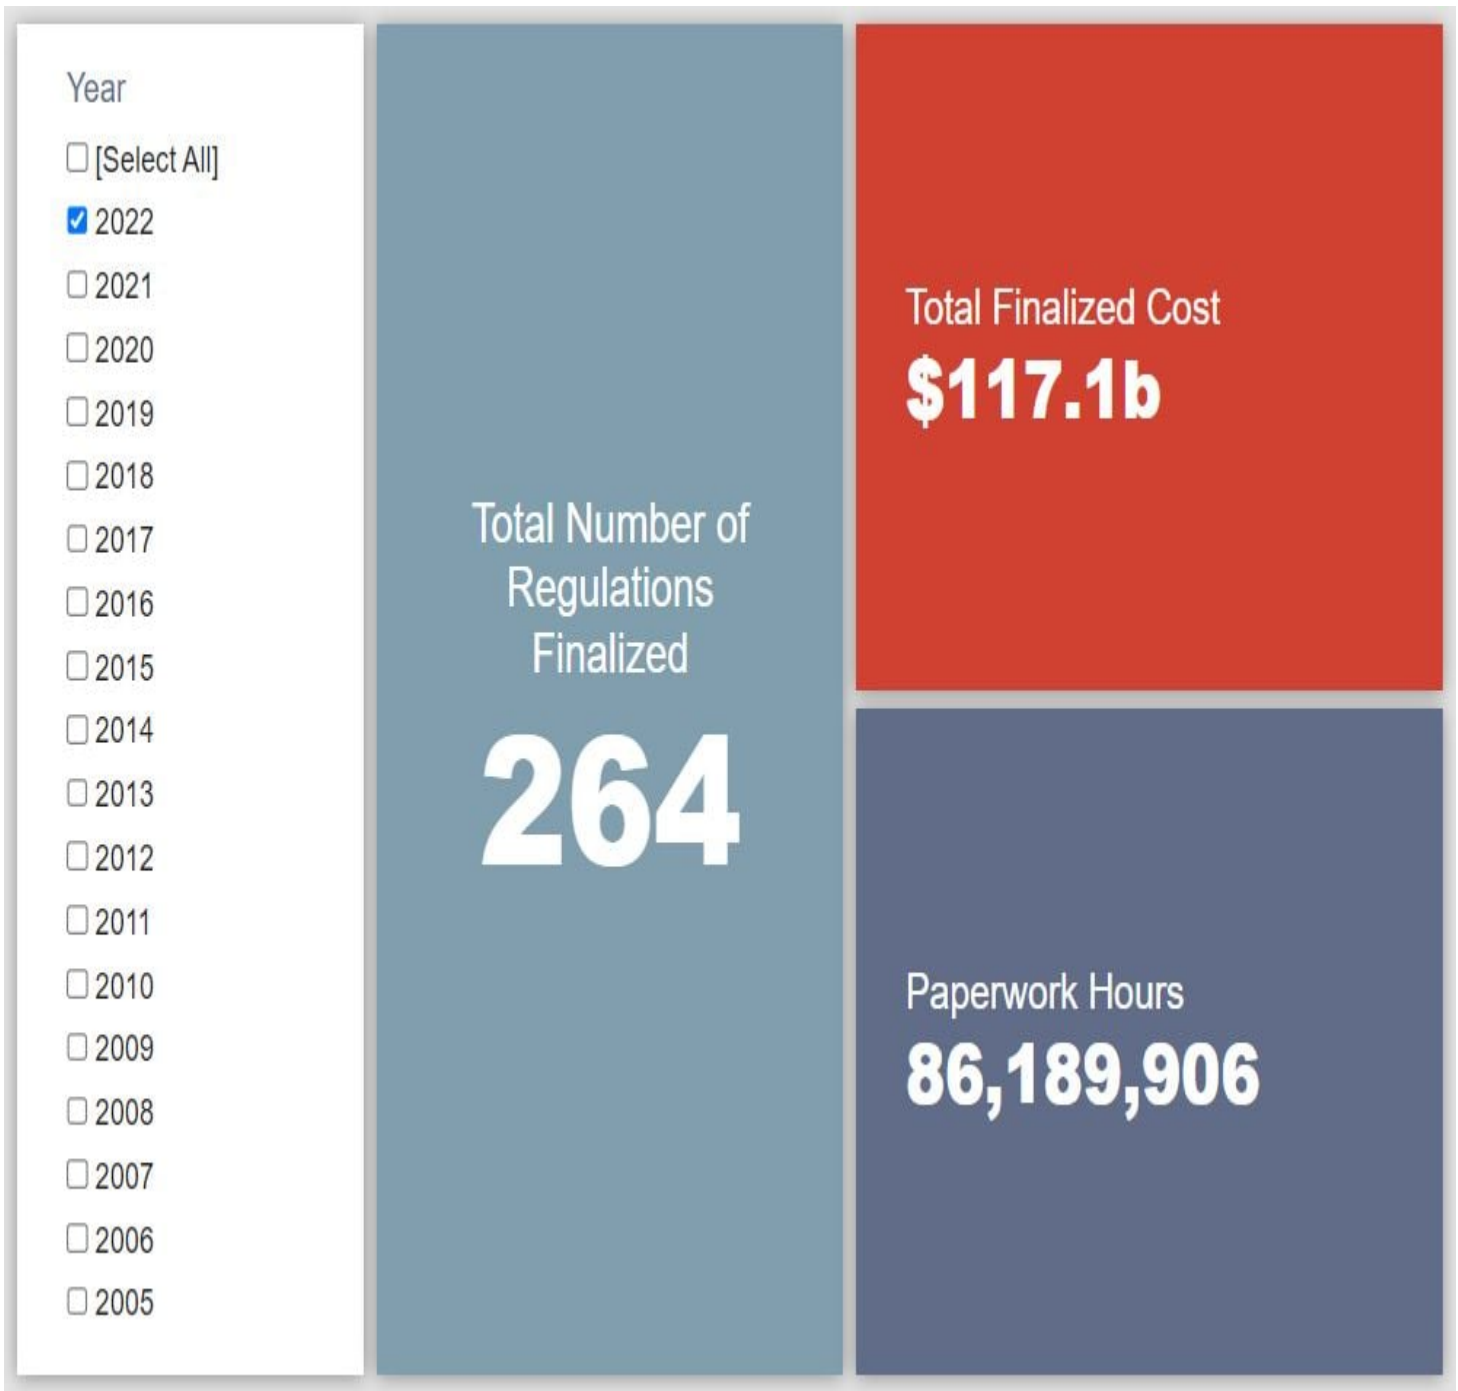 Year
[Select All]
2022
2021
2020
2019
2018
2017
2016
2015
2014
2013
2012
2011
2010
2009
2008
2007
2006
2005
Total Number of
Regulations
Finalized
264
Total Finalized Cost
$117.1b
Paperwork Hours
86,189,906